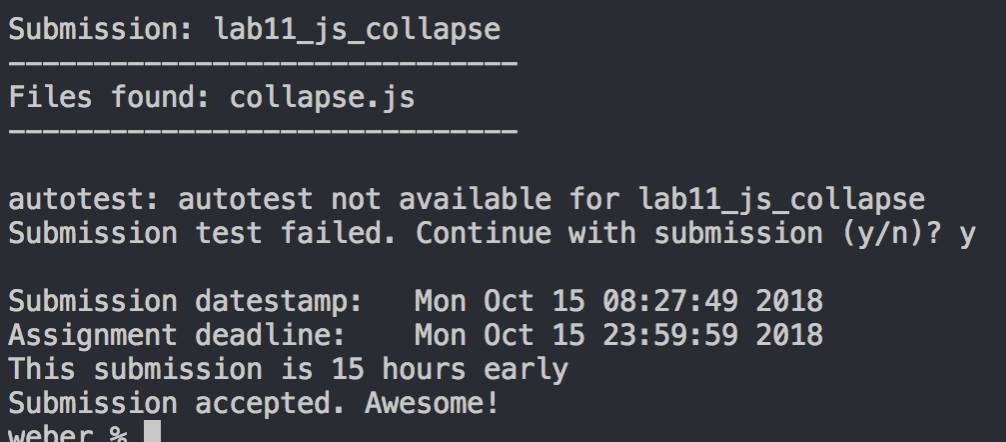 Submission: lab11_js_collapse
------------------------------
Files found: collapse.js
------------------------------
autotest: autotest not available for lab11_js_collapse
Submission test failed. Continue with submission (y/n)? y
Submission datestamp:   Mon Oct 15 08:27:49 2018
Assignment deadline:    Mon Oct 15 23:59:59 2018
This submission is 15 hours early
Submission accepted. Awesome!
weber %